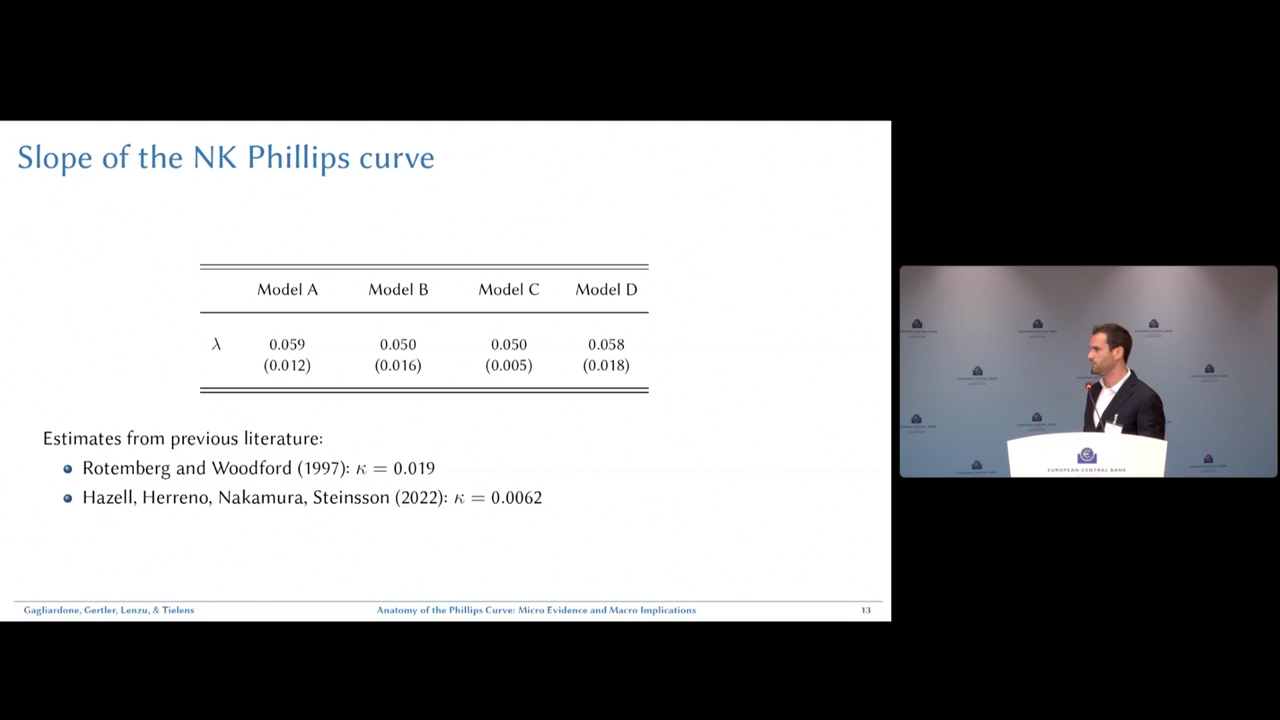 Slope of the NK Phillips curve
Model A Model B Model C Model D
λ 0.059 0.050 0.050 0.058
(0.012) (0.016) (0.005) (0.018)
Estimates from previous literature:
Rotemberg and Woodford (1997): κ = 0.019
Hazell, Herreno, Nakamura, Steinsson (2022): κ = 0.0062
Gagliardone, Gertler, Lenzu, & Tielens Anatomy of the Phillips Curve: Micro Evidence and Macro Implications 13
EUROPEAN CENTRAL BANK